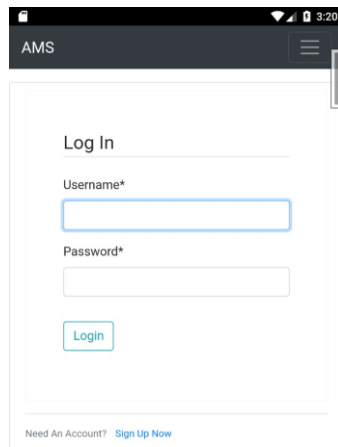 3:20
AMS
Log In
Username*
Password*
Login
Need An Account? Sign Up Now